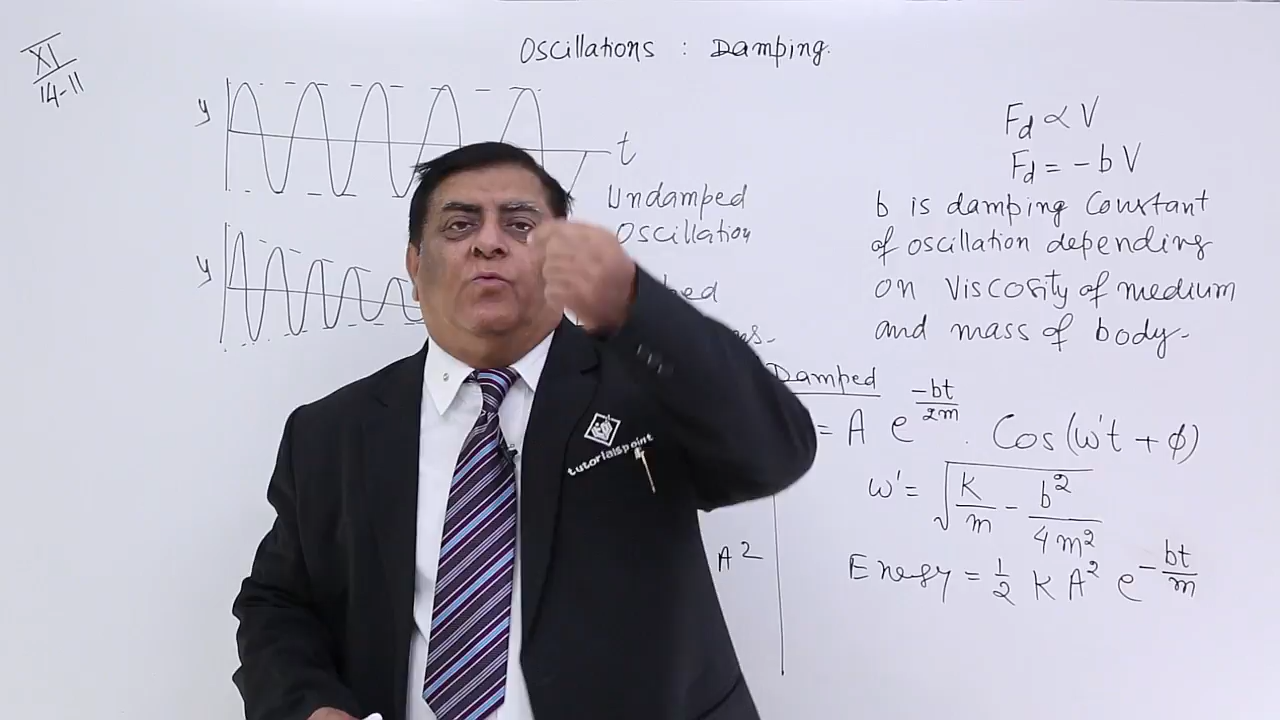 XI
14-11
Oscillations : Damping.
y
t
Undamped
Oscillation
y
Fd ∝ V
Fd = - b V
b is damping Constant
of oscillation depending
on Viscosity of medium
and mass of body.
Damped
= A e^(-bt/2m) . Cos(ω't + φ)
ω' = √(K/m - b²/4m²)
A²
Energy = 1/2 K A² e^(-bt/m)
tutorialspoint